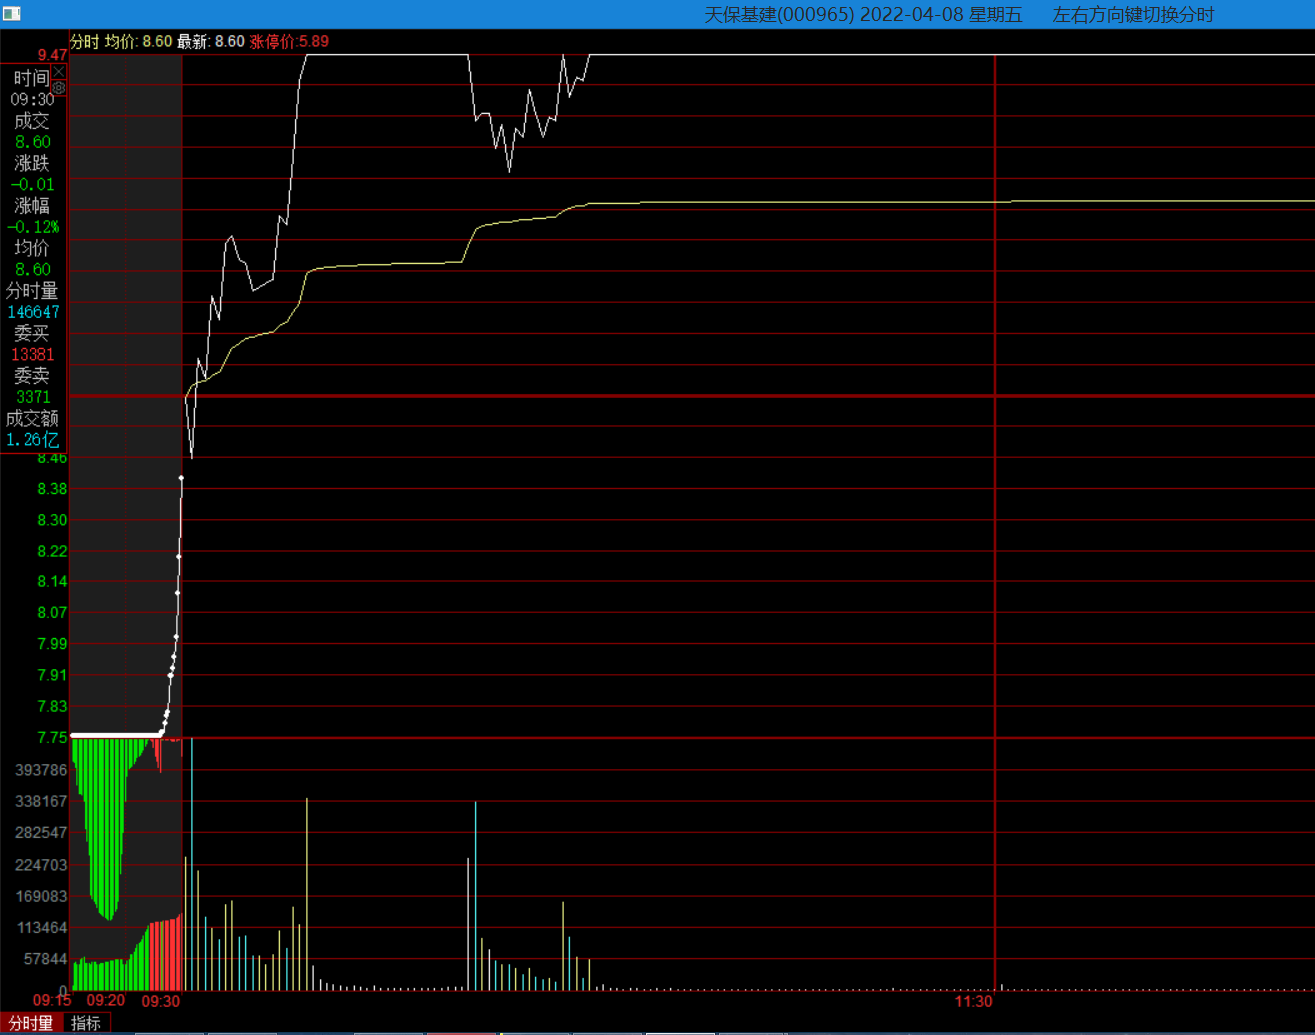 天保基建(000965) 2022-04-08 星期五 左右方向键切换分时
分时 均价: 8.60 最新: 8.60 涨停价:5.89
9.47
时间
09:30
成交
8.60
涨跌
-0.01
涨幅
-0.12%
均价
8.60
分时量
146647
委买
13381
委卖
3371
成交额
1.26亿
8.46
8.38
8.30
8.22
8.14
8.07
7.99
7.91
7.83
7.75
393786
338167
282547
224703
169083
113464
57844
0
09:15 09:20 09:30 11:30
分时量 指标